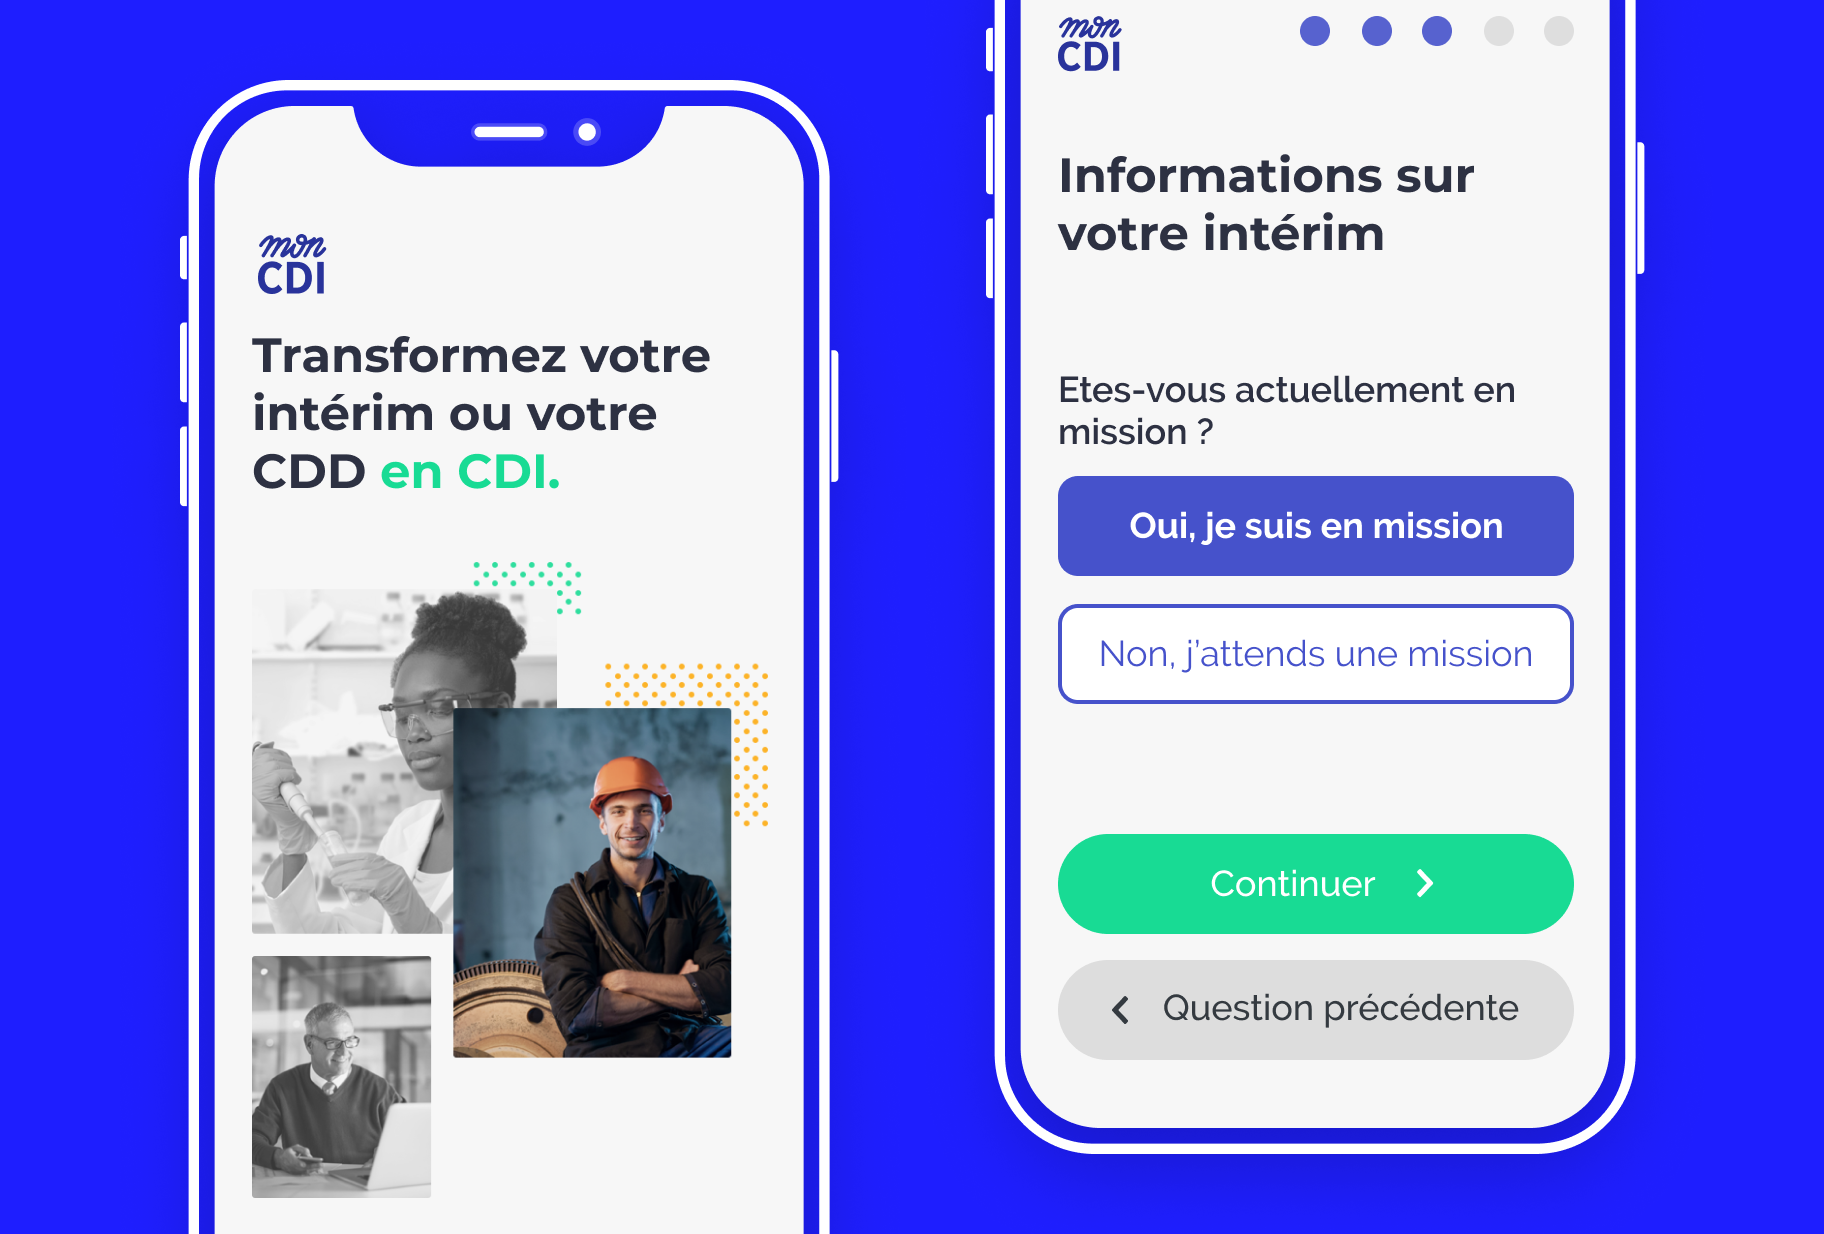 mon
CDI
Transformez votre
intérim ou votre
CDD en CDI.
mon
CDI
Informations sur
votre intérim
Etes-vous actuellement en
mission ?
Oui, je suis en mission
Non, j’attends une mission
Continuer
Question précédente